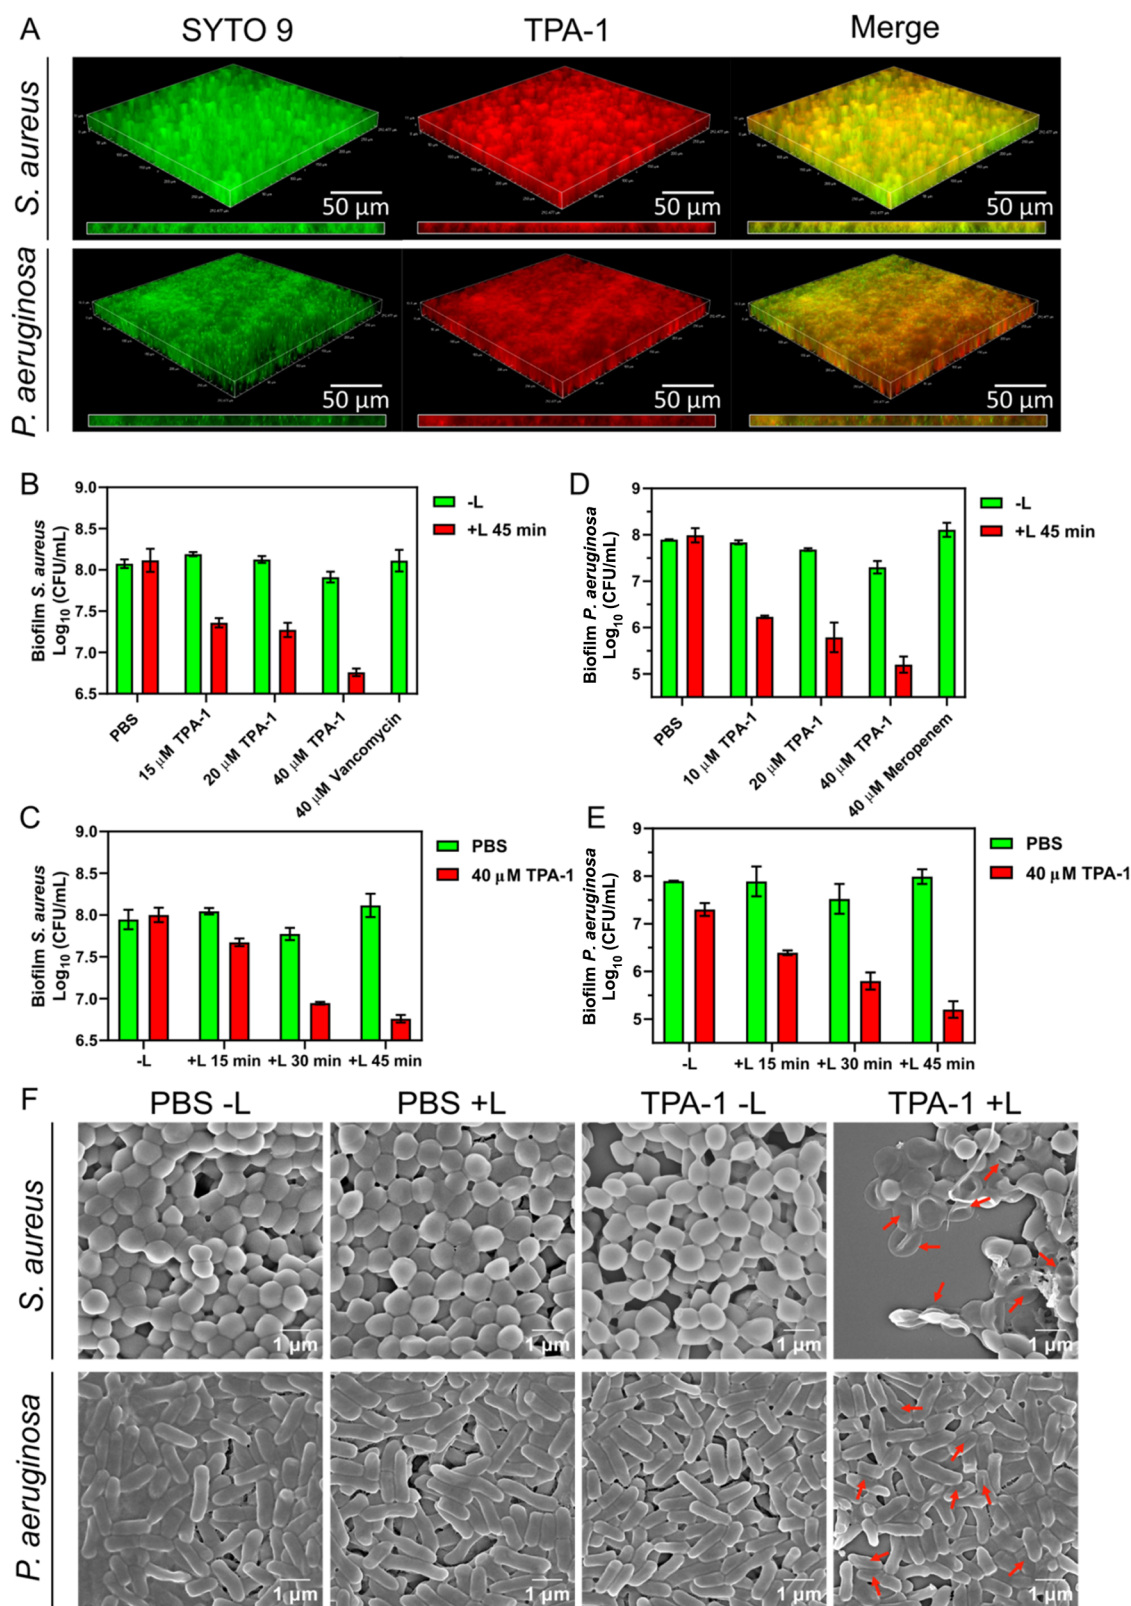 A
SYTO 9
TPA-1
Merge
S. aureus
50 μm
50 μm
50 μm
P. aeruginosa
50 μm
50 μm
50 μm
B
Biofilm S. aureus
Log10 (CFU/mL)
9.0
8.5
8.0
7.5
7.0
6.5
-L
+L 45 min
PBS
15 μM TPA-1
20 μM TPA-1
40 μM TPA-1
40 μM Vancomycin
D
Biofilm P. aeruginosa
Log10 (CFU/mL)
9
8
7
6
5
-L
+L 45 min
PBS
10 μM TPA-1
20 μM TPA-1
40 μM TPA-1
40 μM Meropenem
C
Biofilm S. aureus
Log10 (CFU/mL)
9.0
8.5
8.0
7.5
7.0
6.5
PBS
40 μM TPA-1
-L
+L 15 min
+L 30 min
+L 45 min
E
Biofilm P. aeruginosa
Log10 (CFU/mL)
9
8
7
6
5
PBS
40 μM TPA-1
-L
+L 15 min
+L 30 min
+L 45 min
F
PBS -L
PBS +L
TPA-1 -L
TPA-1 +L
S. aureus
1 μm
1 μm
1 μm
1 μm
P. aeruginosa
1 μm
1 μm
1 μm
1 μm